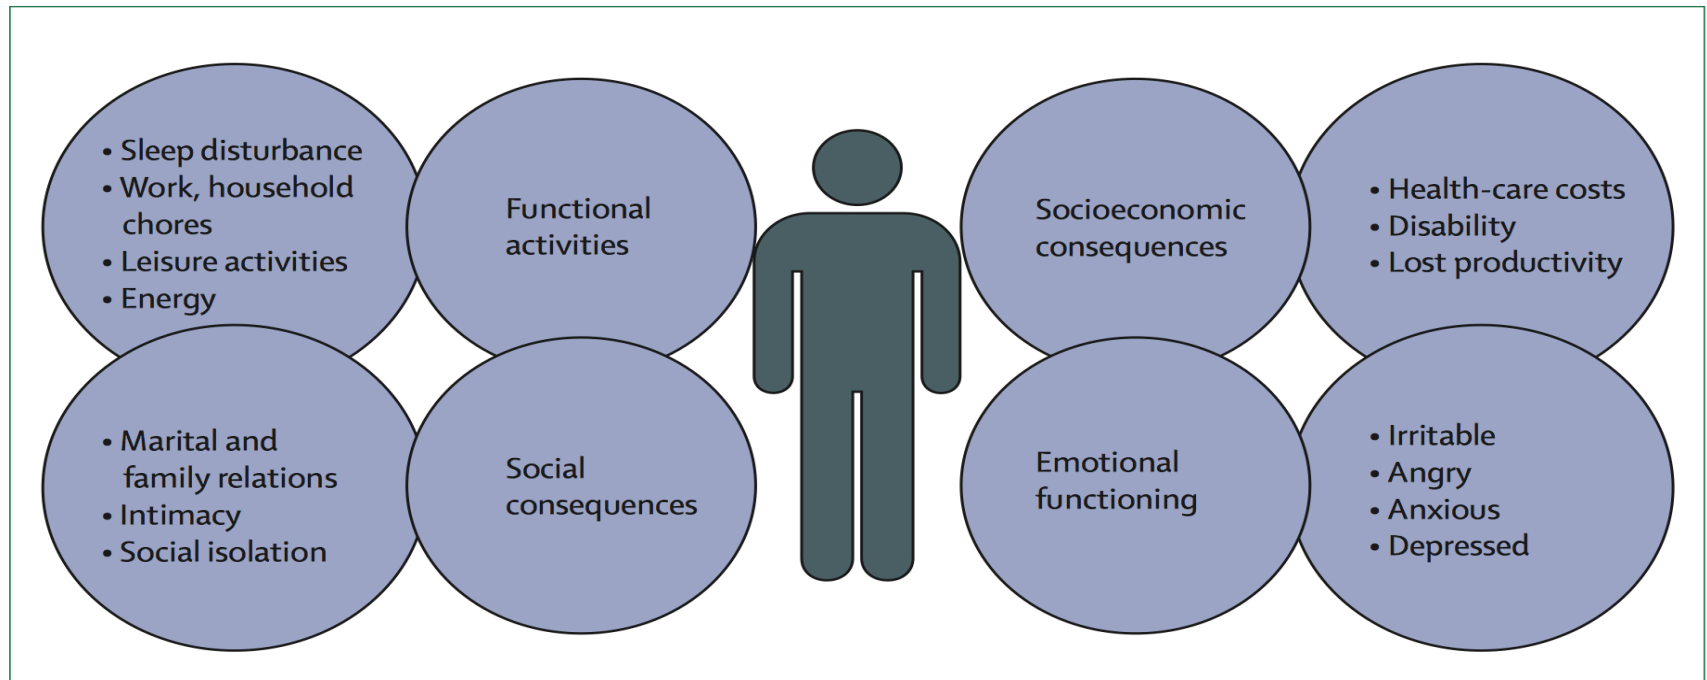 • Sleep disturbance
• Work, household
chores
• Leisure activities
• Energy
Functional
activities
Socioeconomic
consequences
• Health-care costs
• Disability
• Lost productivity
• Marital and
family relations
• Intimacy
• Social isolation
Social
consequences
Emotional
functioning
• Irritable
• Angry
• Anxious
• Depressed